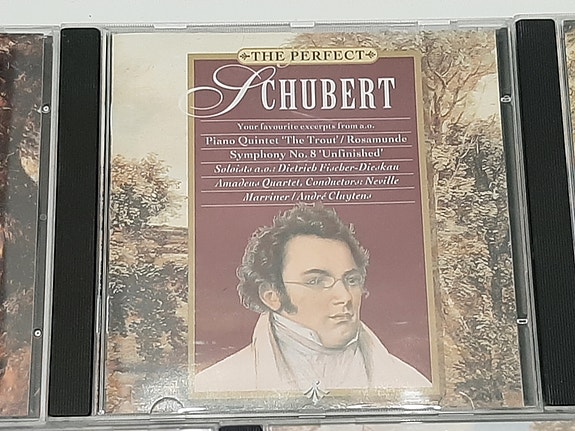 THE PERFECT
SCHUBERT
Your favourite excerpts from a.o.
Piano Quintet 'The Trout' / Rosamunde
Symphony No. 8 'Unfinished'
Soloists a.o.: Dietrich Fischer-Dieskau
Amadeus Quartet, Conductors: Neville
Marriner / André Cluytens